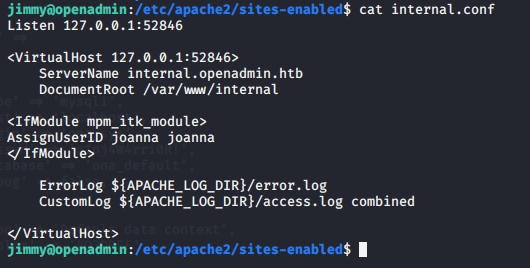 jimmy@openadmin:/etc/apache2/sites-enabled$ cat internal.conf
Listen 127.0.0.1:52846
<VirtualHost 127.0.0.1:52846>
    ServerName internal.openadmin.htb
    DocumentRoot /var/www/internal
<IfModule mpm_itk_module>
AssignUserID joanna joanna
</IfModule>
    ErrorLog ${APACHE_LOG_DIR}/error.log
    CustomLog ${APACHE_LOG_DIR}/access.log combined
</VirtualHost>
jimmy@openadmin:/etc/apache2/sites-enabled$